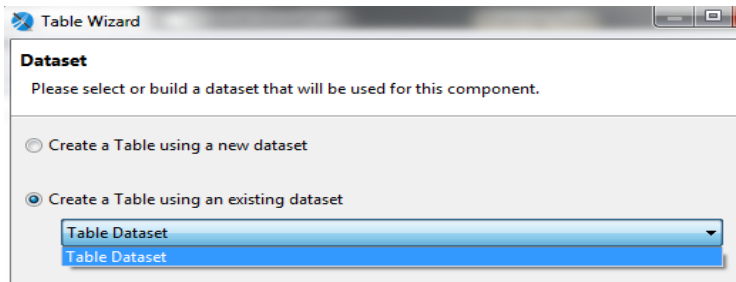 Table Wizard
Dataset
Please select or build a dataset that will be used for this component.
Create a Table using a new dataset
Create a Table using an existing dataset
Table Dataset
Table Dataset